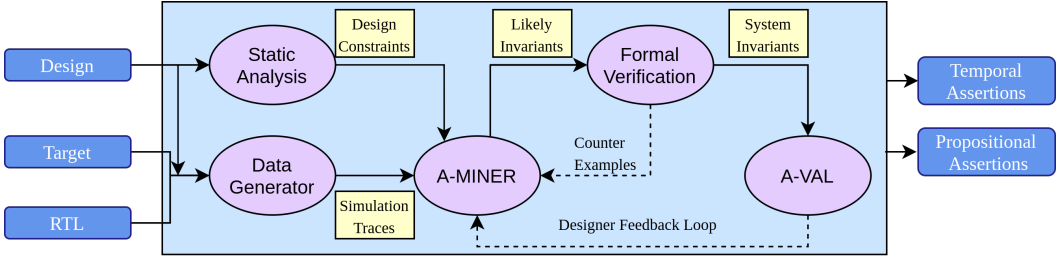 Design
Target
RTL
Static
Analysis
Design
Constraints
Data
Generator
Simulation
Traces
A-MINER
Likely
Invariants
Formal
Verification
Counter
Examples
System
Invariants
A-VAL
Designer Feedback Loop
Temporal
Assertions
Propositional
Assertions